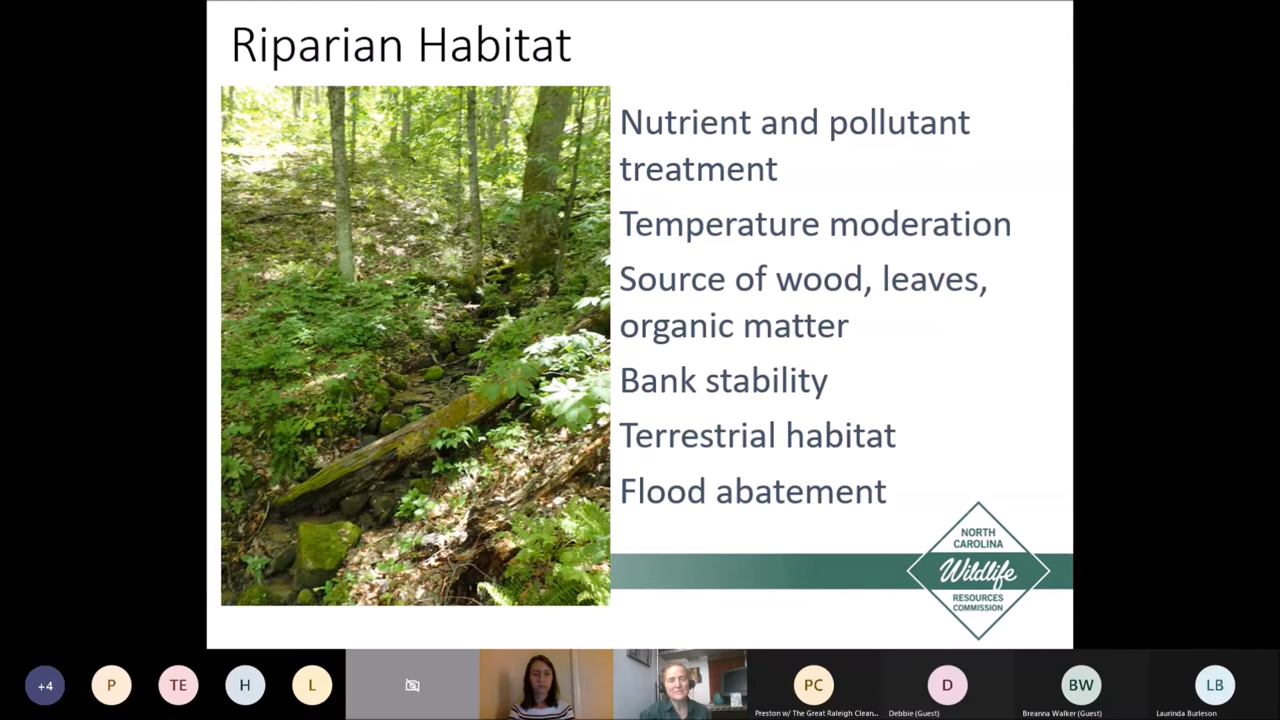 Riparian Habitat
Nutrient and pollutant
treatment
Temperature moderation
Source of wood, leaves,
organic matter
Bank stability
Terrestrial habitat
Flood abatement
NORTH
CAROLINA
Wildlife
RESOURCES
COMMISSION
+4
P
TE
H
L
PC
D
BW
LB
Preston w/ The Great Raleigh Clean...
Debbie (Guest)
Breanna Walker (Guest)
Laurinda Burleson